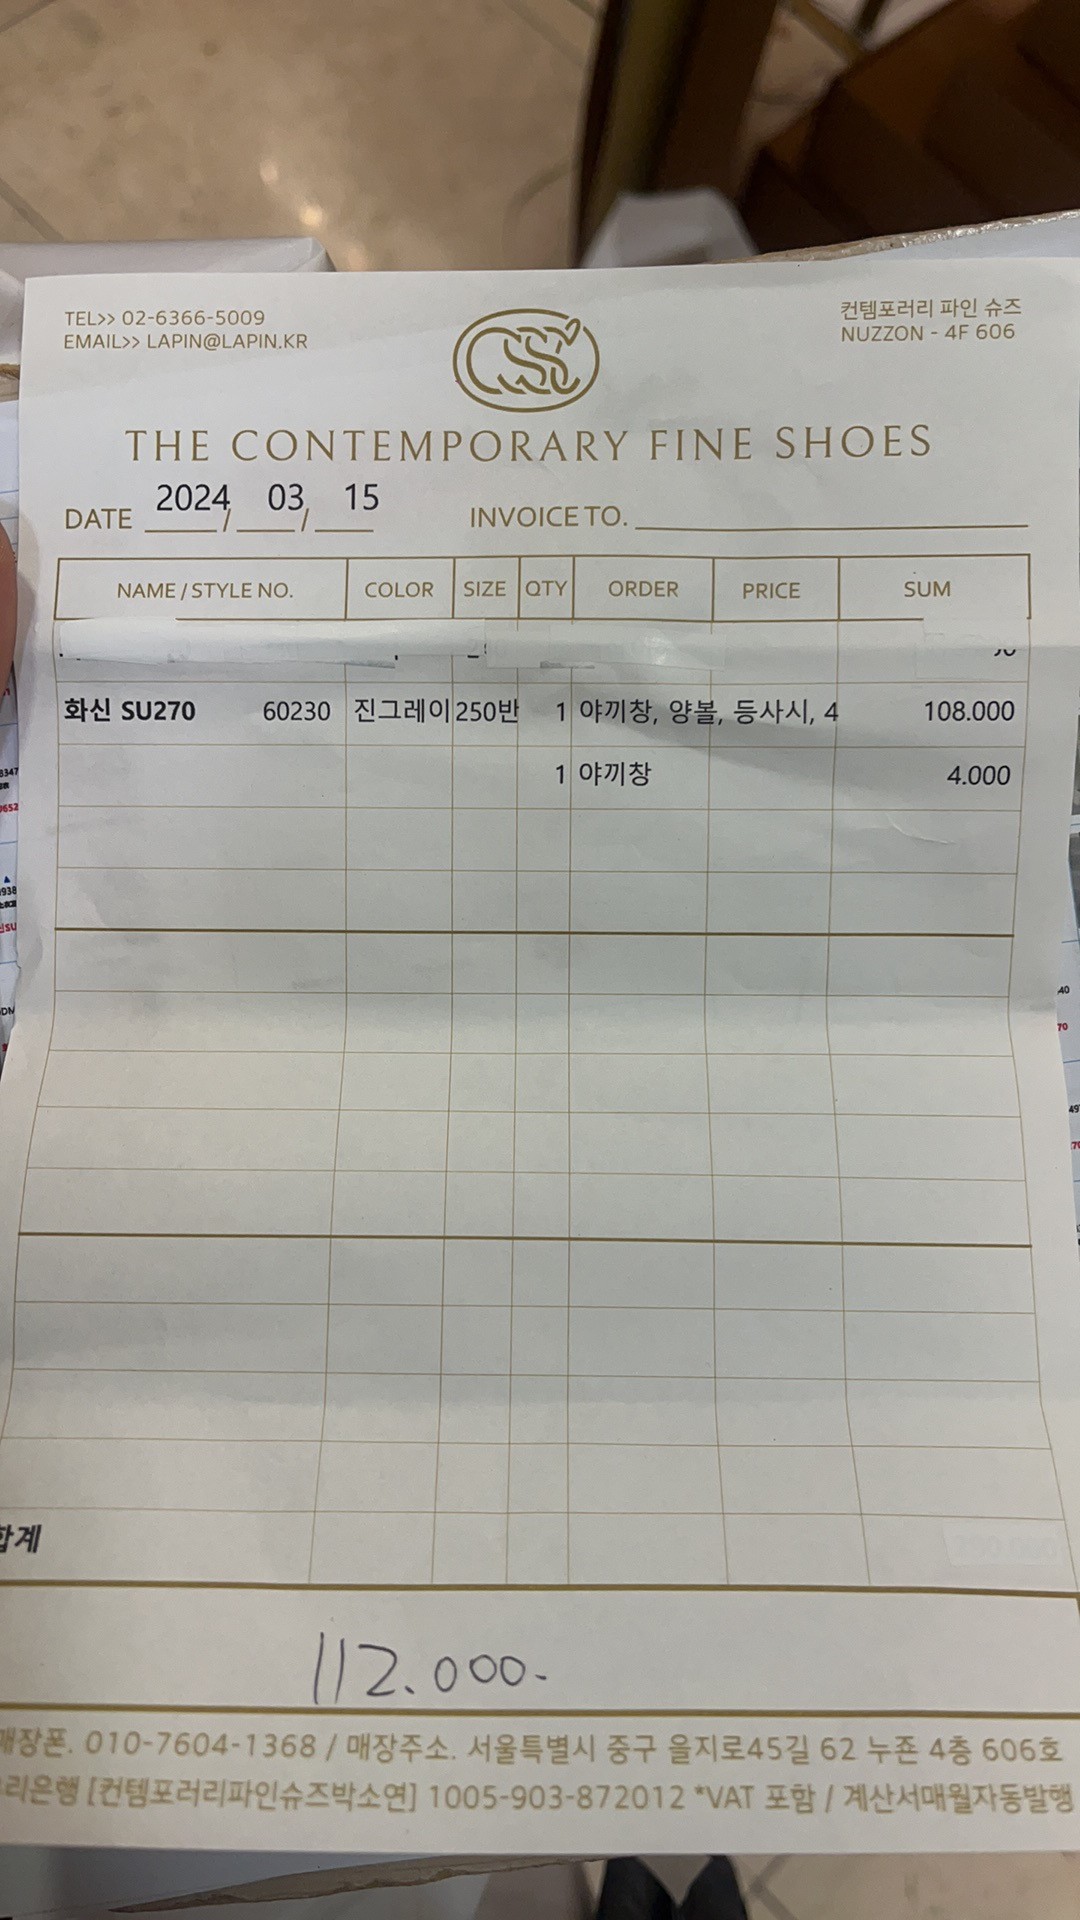 TEL>> 02-6366-5009
EMAIL>> LAPIN@LAPIN.KR
컨템포러리 파인 슈즈
NUZZON - 4F 606
THE CONTEMPORARY FINE SHOES
DATE 2024 / 03 / 15 INVOICE TO.
NAME / STYLE NO. COLOR SIZE QTY ORDER PRICE SUM
화신 SU270 60230 진그레이 250반 1 야끼창, 양볼, 등사시, 4 108.000
1 야끼창 4.000
합계
112.000-
매장폰. 010-7604-1368 / 매장주소. 서울특별시 중구 을지로45길 62 누죤 4층 606호
리은행 [컨템포러리파인슈즈박소연] 1005-903-872012 *VAT 포함 / 계산서매월자동발행